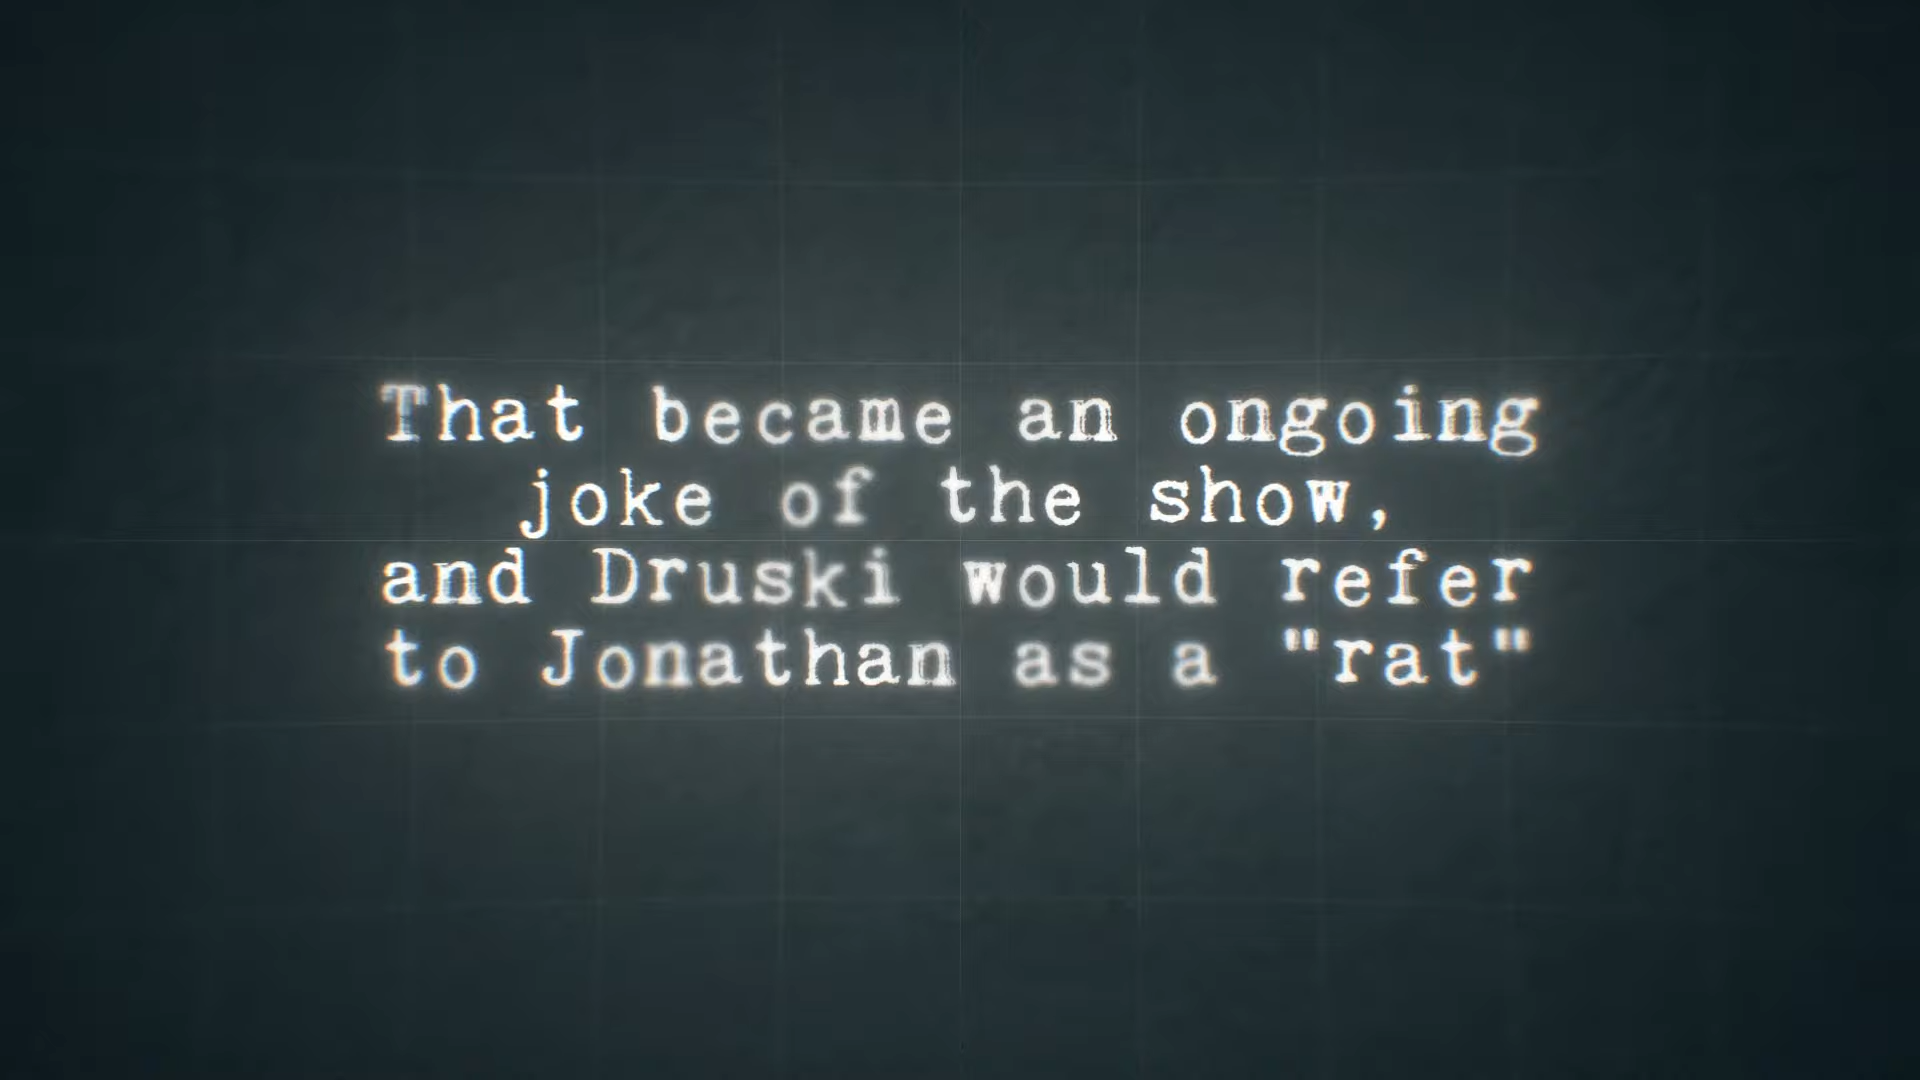 That became an ongoing
joke of the show,
and Druski would refer
to Jonathan as a "rat"